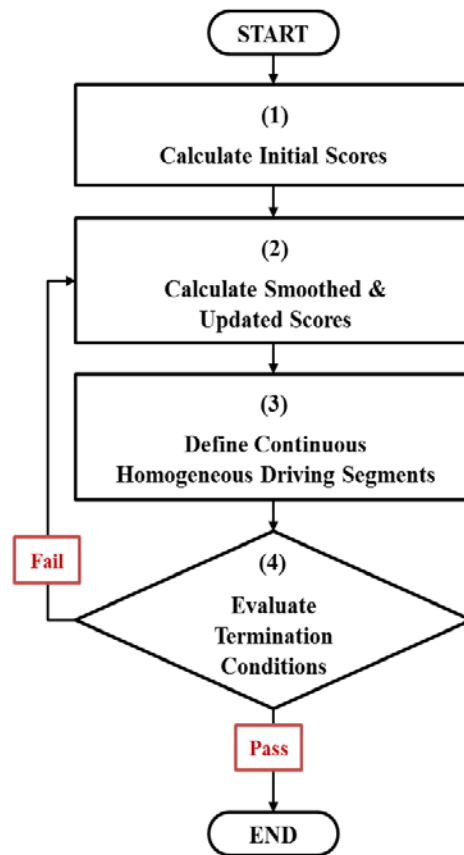 START
(1)
Calculate Initial Scores
(2)
Calculate Smoothed &
Updated Scores
(3)
Define Continuous
Homogeneous Driving Segments
(4)
Fail
Evaluate
Termination
Conditions
Pass
END